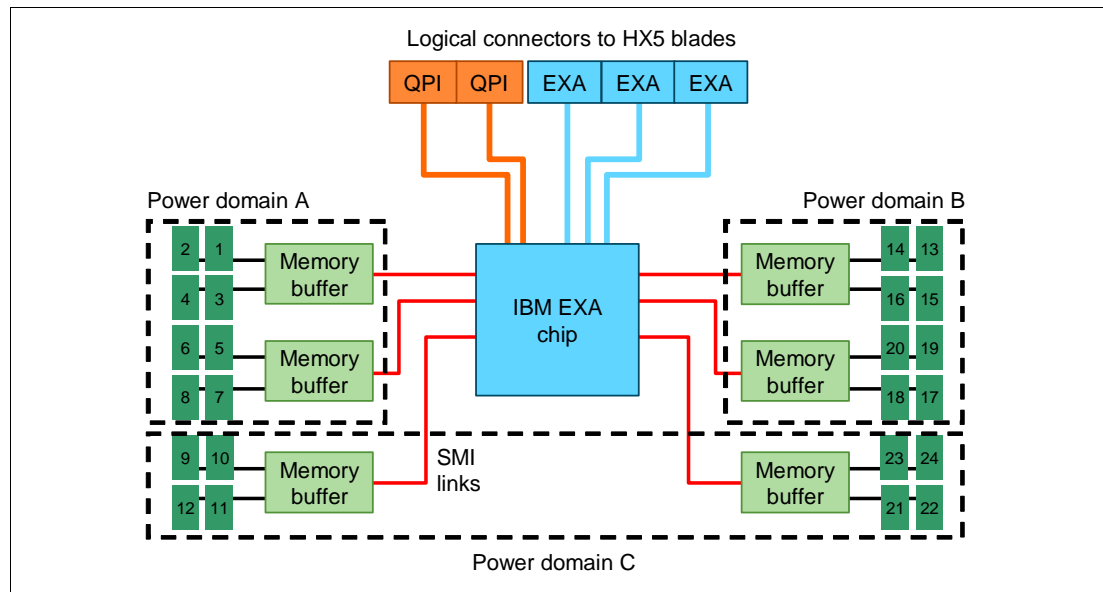 Logical connectors to HX5 blades
QPI QPI EXA EXA EXA
Power domain A
Power domain B
2 1
Memory
buffer
4 3
6 5
Memory
buffer
8 7
IBM EXA
chip
Memory
buffer
14 13
16 15
Memory
buffer
20 19
18 17
9 10
Memory
buffer
12 11
SMI
links
Memory
buffer
23 24
21 22
Power domain C